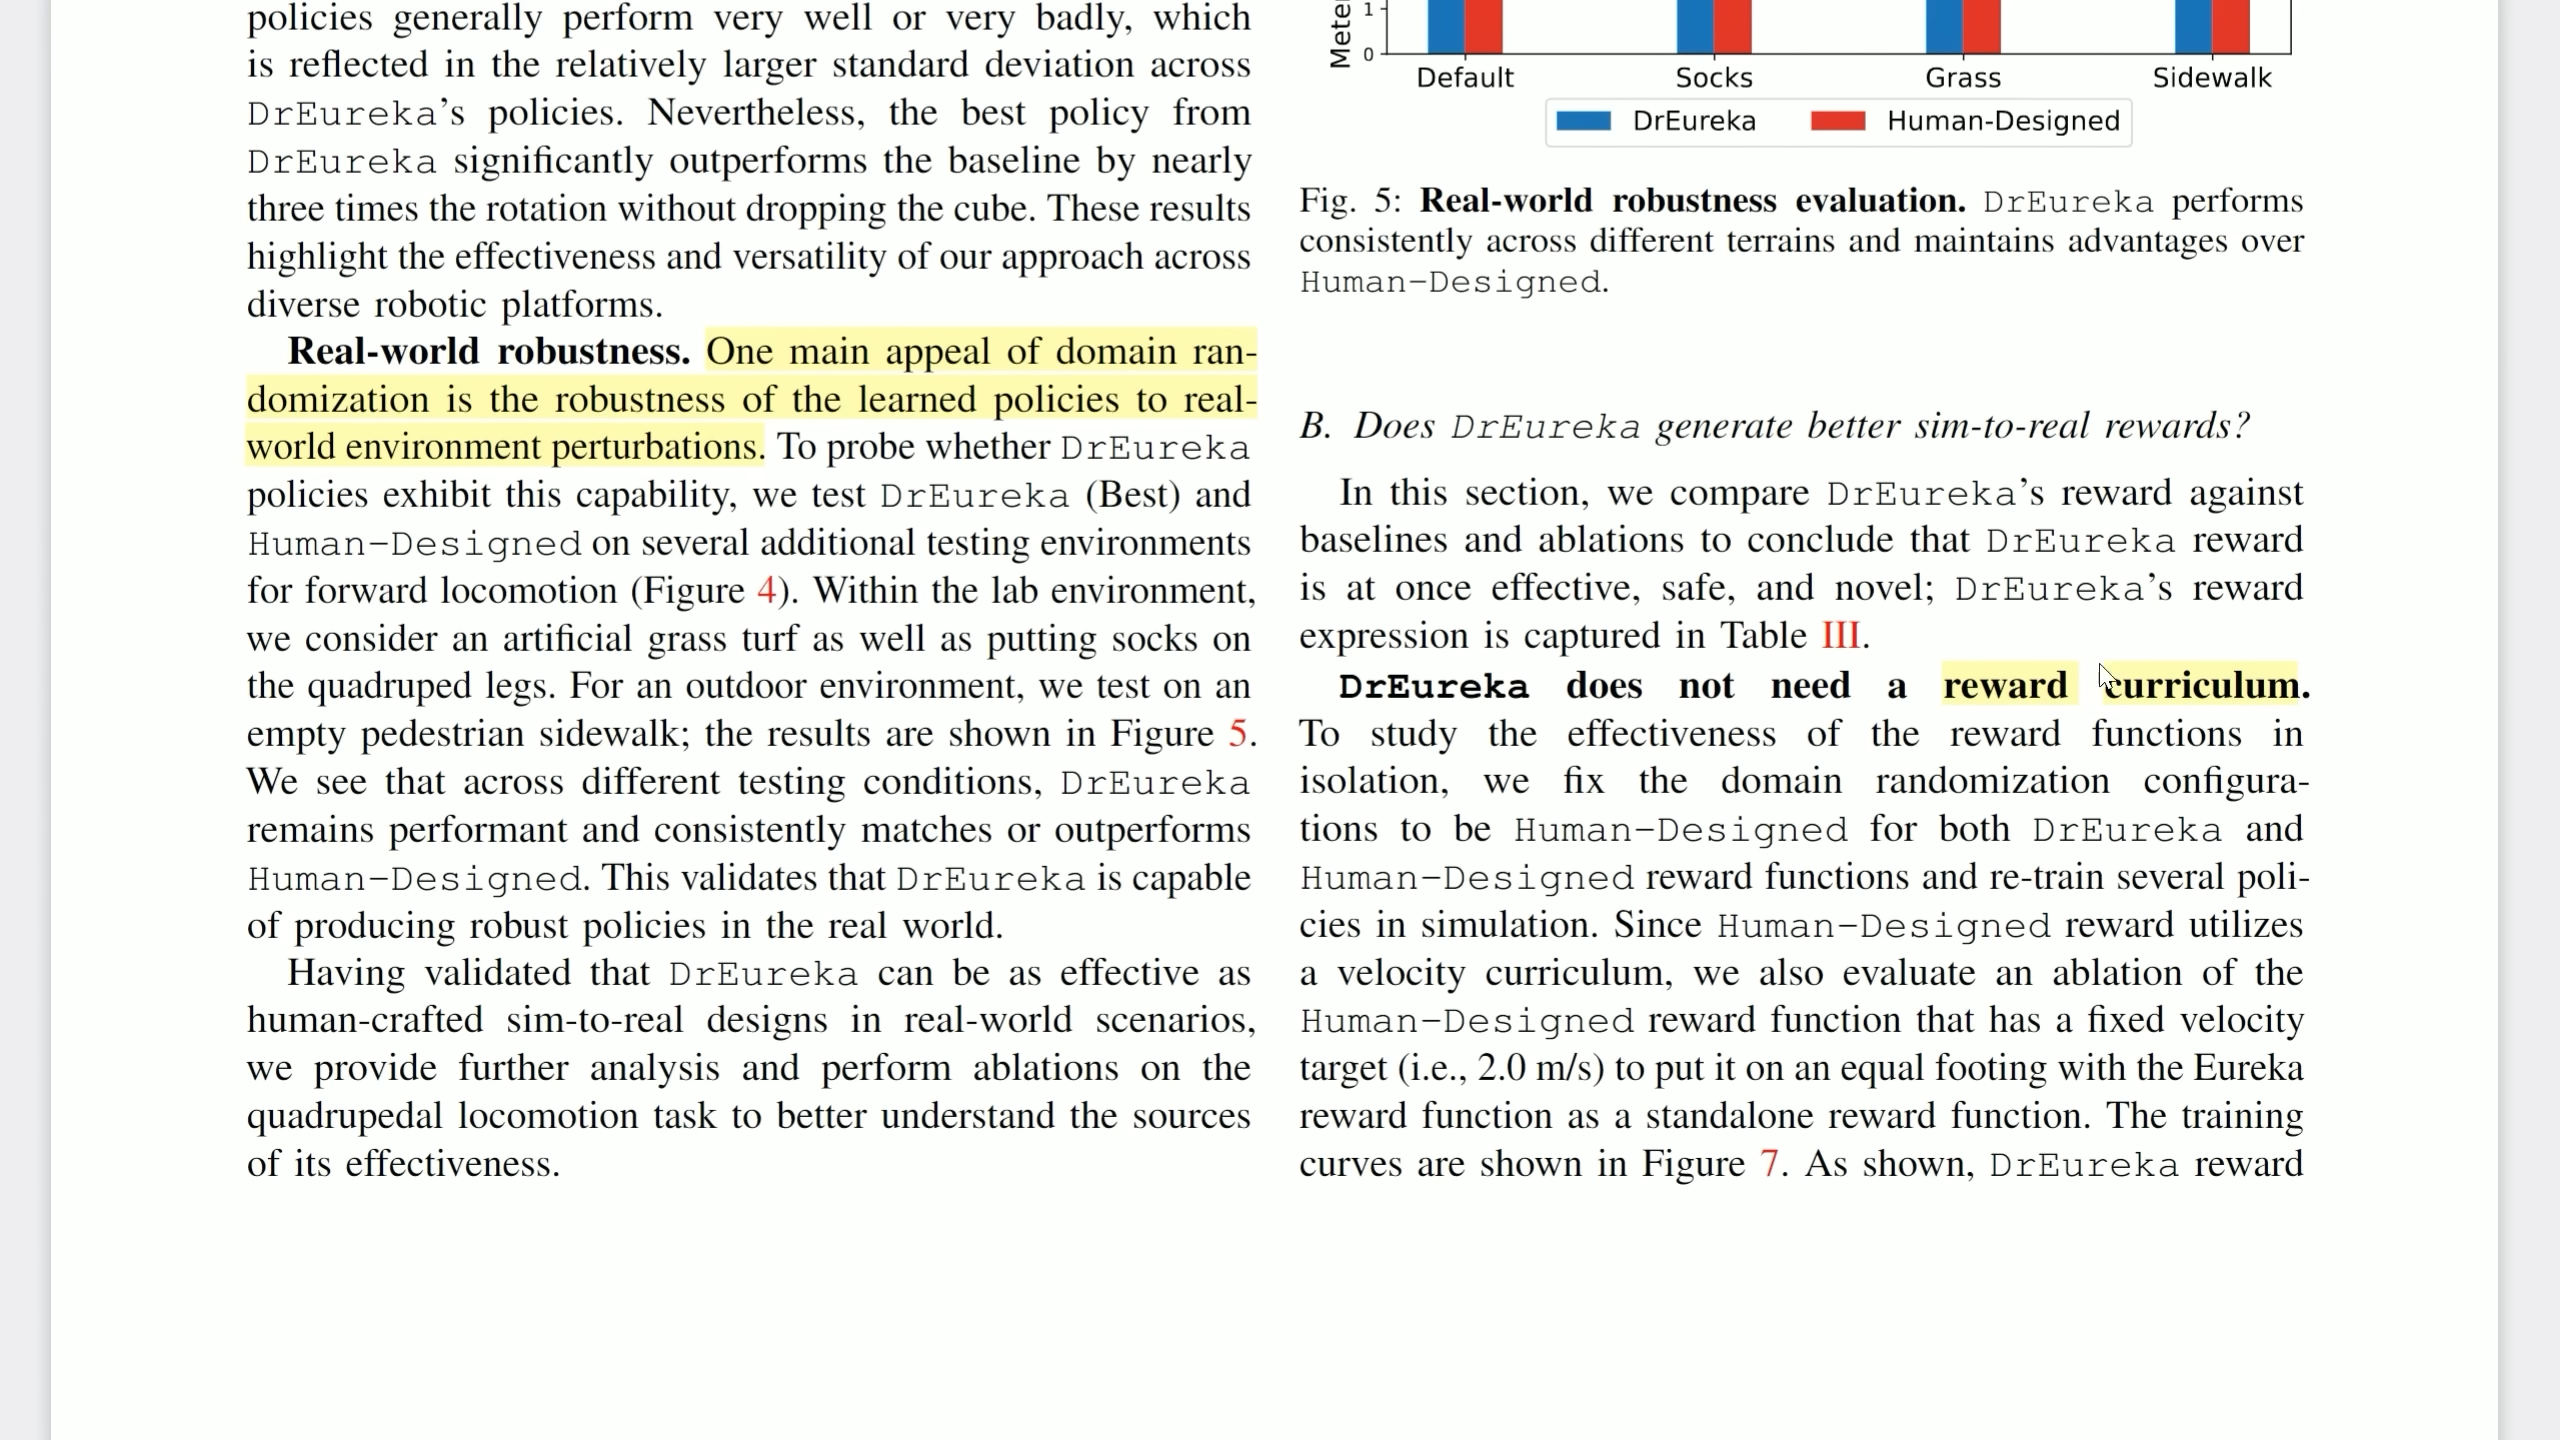 policies generally perform very well or very badly, which
is reflected in the relatively larger standard deviation across
DrEureka's policies. Nevertheless, the best policy from
DrEureka significantly outperforms the baseline by nearly
three times the rotation without dropping the cube. These results
highlight the effectiveness and versatility of our approach across
diverse robotic platforms.
Real-world robustness. One main appeal of domain ran-
domization is the robustness of the learned policies to real-
world environment perturbations. To probe whether DrEureka
policies exhibit this capability, we test DrEureka (Best) and
Human-Designed on several additional testing environments
for forward locomotion (Figure 4). Within the lab environment,
we consider an artificial grass turf as well as putting socks on
the quadruped legs. For an outdoor environment, we test on an
empty pedestrian sidewalk; the results are shown in Figure 5.
We see that across different testing conditions, DrEureka
remains performant and consistently matches or outperforms
Human-Designed. This validates that DrEureka is capable
of producing robust policies in the real world.
Having validated that DrEureka can be as effective as
human-crafted sim-to-real designs in real-world scenarios,
we provide further analysis and perform ablations on the
quadrupedal locomotion task to better understand the sources
of its effectiveness.
1
0
Default Socks Grass Sidewalk
DrEureka Human-Designed
Fig. 5: Real-world robustness evaluation. DrEureka performs
consistently across different terrains and maintains advantages over
Human-Designed.
B. Does DrEureka generate better sim-to-real rewards?
In this section, we compare DrEureka's reward against
baselines and ablations to conclude that DrEureka reward
is at once effective, safe, and novel; DrEureka's reward
expression is captured in Table III.
DrEureka does not need a reward curriculum.
To study the effectiveness of the reward functions in
isolation, we fix the domain randomization configura-
tions to be Human-Designed for both DrEureka and
Human-Designed reward functions and re-train several poli-
cies in simulation. Since Human-Designed reward utilizes
a velocity curriculum, we also evaluate an ablation of the
Human-Designed reward function that has a fixed velocity
target (i.e., 2.0 m/s) to put it on an equal footing with the Eureka
reward function as a standalone reward function. The training
curves are shown in Figure 7. As shown, DrEureka reward